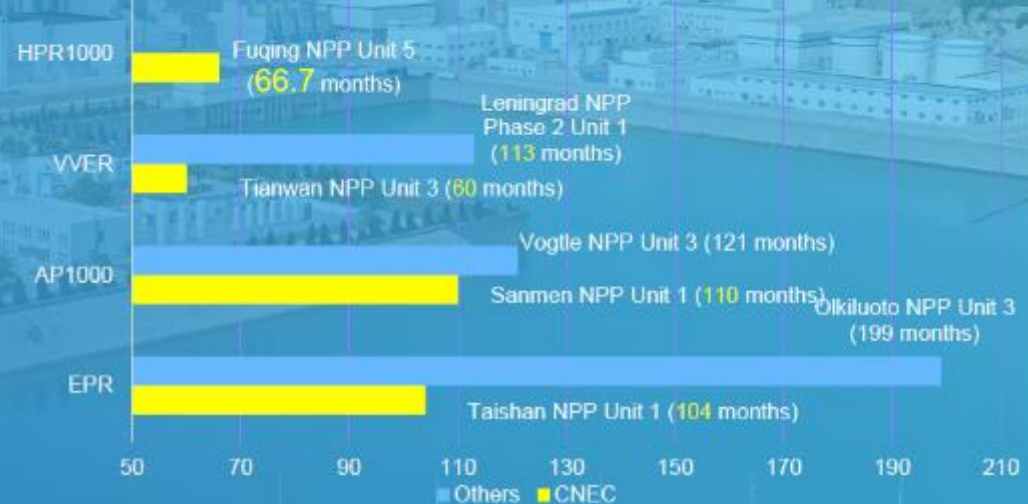 HPR1000
Fuqing NPP Unit 5
(66.7 months)
Leningrad NPP
Phase 2 Unit 1
(113 months)
VVER
Tianwan NPP Unit 3 (60 months)
Vogtle NPP Unit 3 (121 months)
AP1000
Sanmen NPP Unit 1 (110 months)
Olkiluoto NPP Unit 3
(199 months)
EPR
Taishan NPP Unit 1 (104 months)
50 70 90 110 130 150 170 190 210
Others CNEC